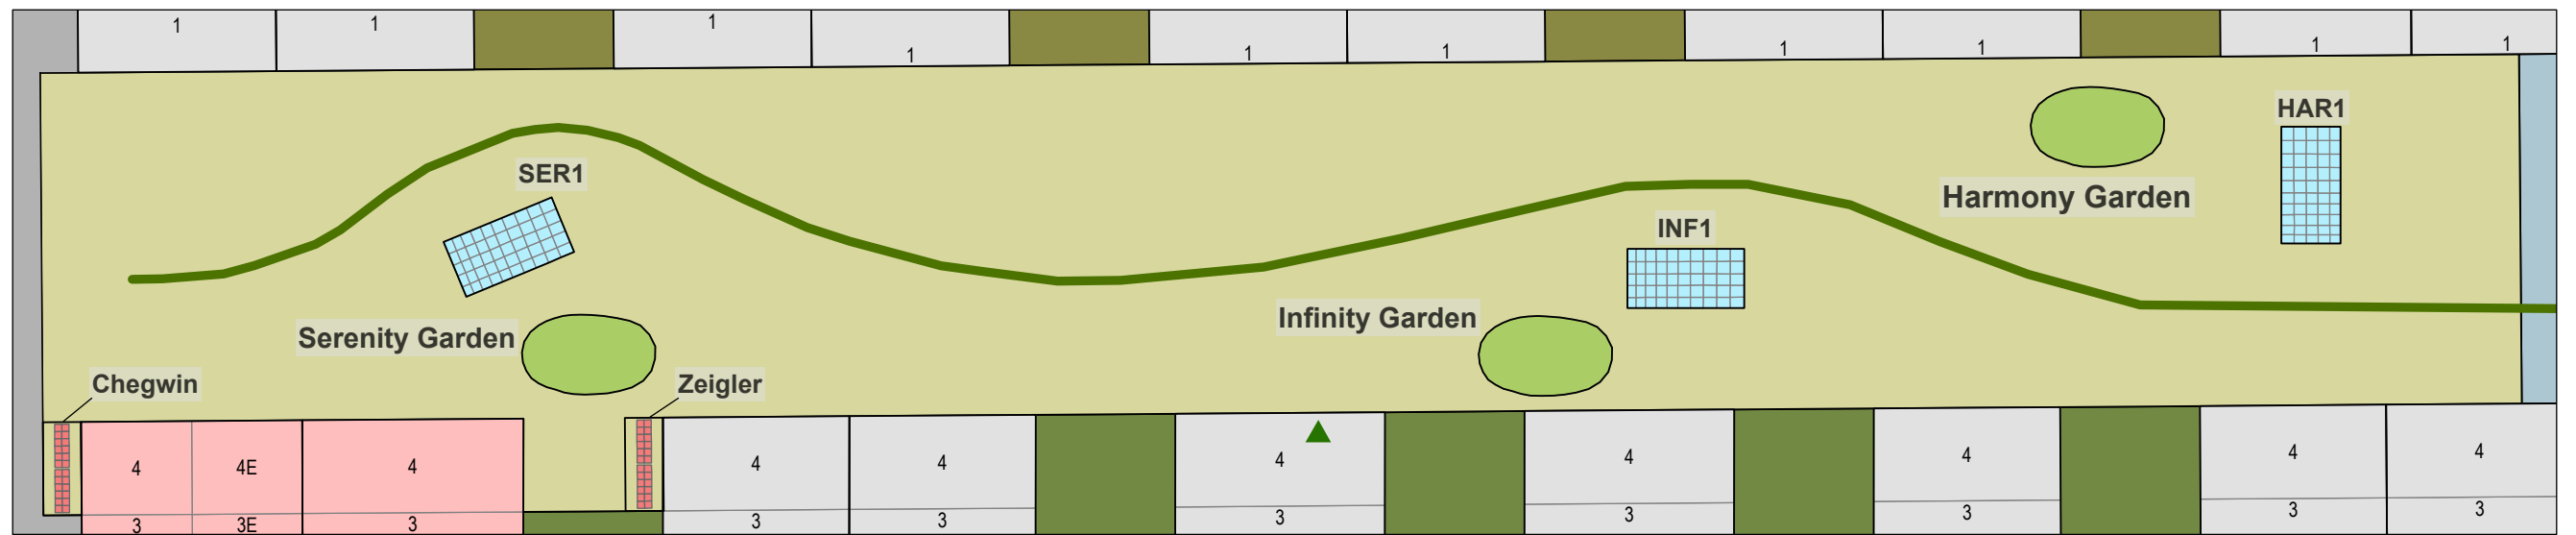 1 1 1 1 1 1 1 1 1 1
HAR1
SER1
Harmony Garden
INF1
Infinity Garden
Serenity Garden
Chegwin
Zeigler
4 4E 4 4 4 4 4 4 4 4
3 3E 3 3 3 3 3 3 3 3